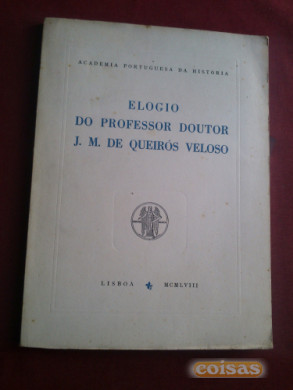 ACADEMIA PORTUGUESA DA HISTÓRIA
ELOGIO
DO PROFESSOR DOUTOR
J. M. DE QUEIRÓS VELOSO
LISBOA MCMLVIII
coisas